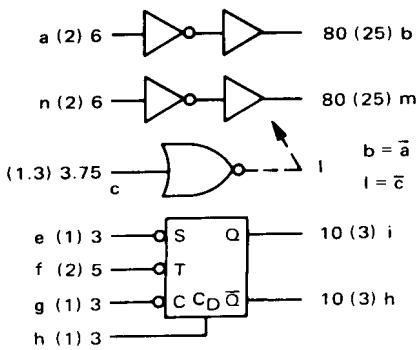 a (2) 6 80 (25) b
n (2) 6 80 (25) m
(1.3) 3.75 c l b = a̅
l = c̅
e (1) 3 S Q 10 (3) i
f (2) 5 T
g (1) 3 C C_D Q̅ 10 (3) h
h (1) 3